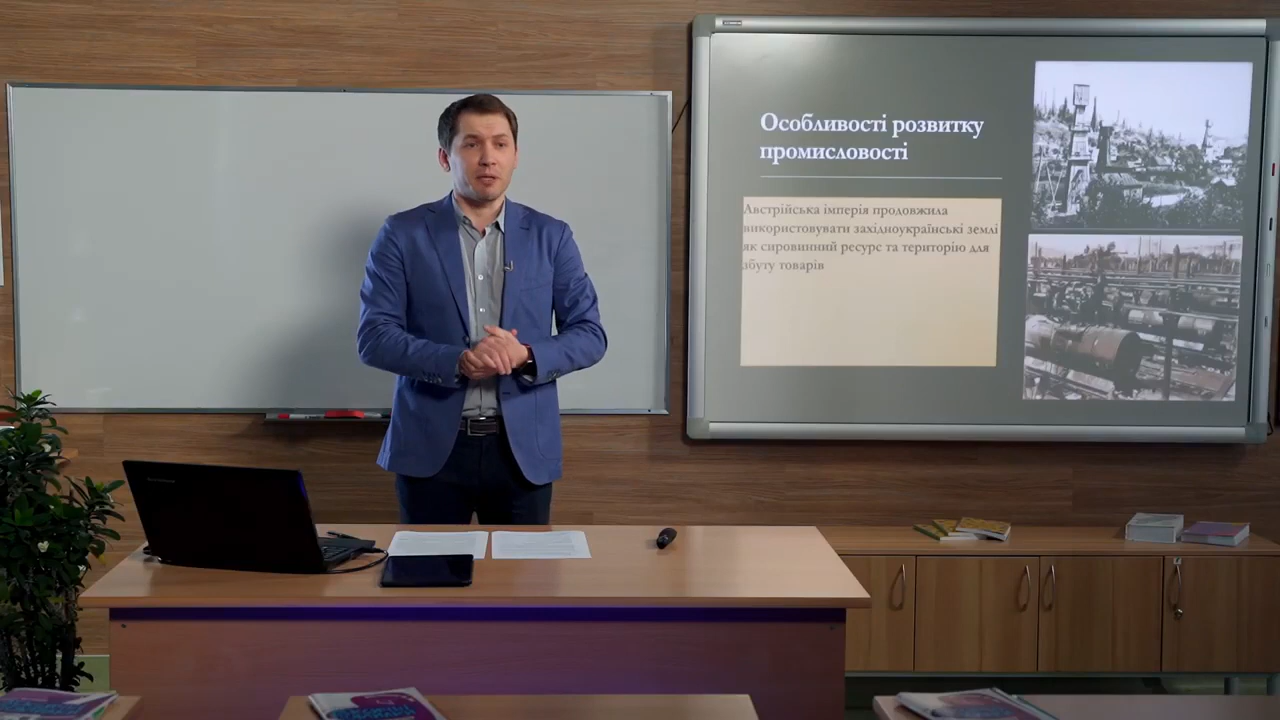 Особливості розвитку
промисловості
Австрійська імперія продовжила
використовувати західноукраїнські землі
як сировинний ресурс та територію для
збуту товарів